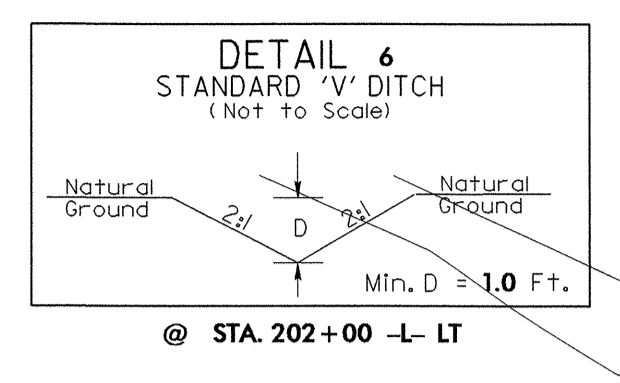 DETAIL 6
STANDARD 'V' DITCH
(Not to Scale)
Natural Ground
2:1
D
2:1
Natural Ground
Min. D = 1.0 Ft.
@ STA. 202+00 -L- LT